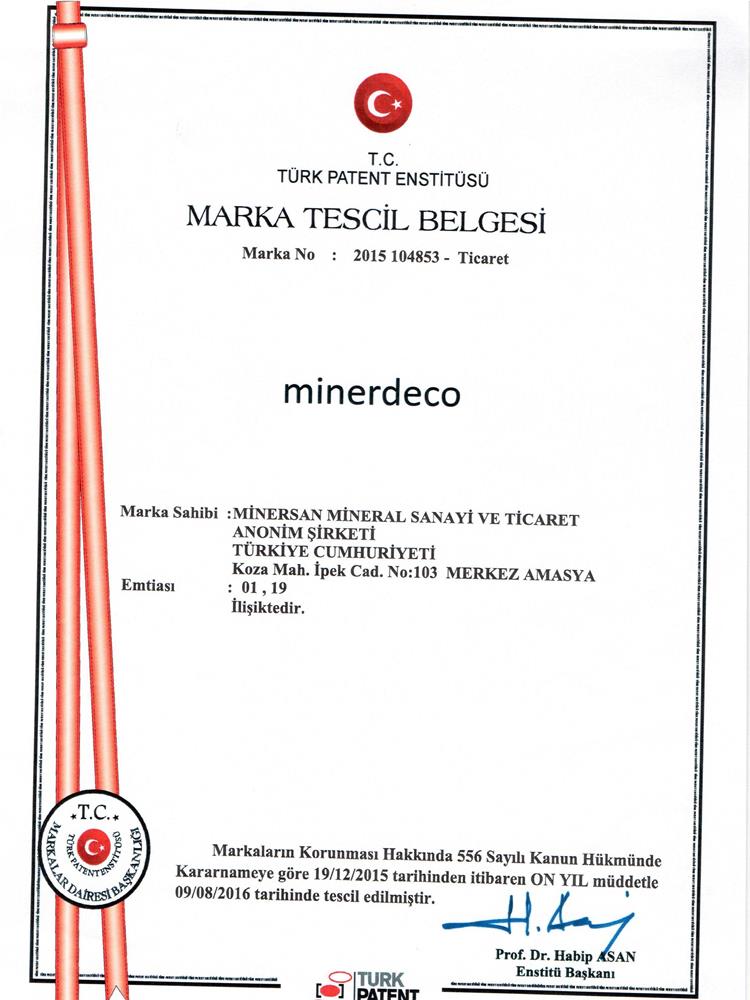 T.C.
TÜRK PATENT ENSTİTÜSÜ
MARKA TESCİL BELGESİ
Marka No : 2015 104853 - Ticaret
minerdeco
Marka Sahibi :MİNERSAN MİNERAL SANAYİ VE TİCARET
ANONİM ŞİRKETİ
TÜRKİYE CUMHURİYETİ
Koza Mah. İpek Cad. No:103 MERKEZ AMASYA
Emtiası : 01 , 19
İlişiktedir.
T.C.
MARKALAR DAİRESİ BAŞKANLIĞI
TÜRK PATENT ENSTİTÜSÜ
Markaların Korunması Hakkında 556 Sayılı Kanun Hükmünde
Kararnameye göre 19/12/2015 tarihinden itibaren ON YIL müddetle
09/08/2016 tarihinde tescil edilmiştir.
Prof. Dr. Habip ASAN
Enstitü Başkanı
TURK
PATENT